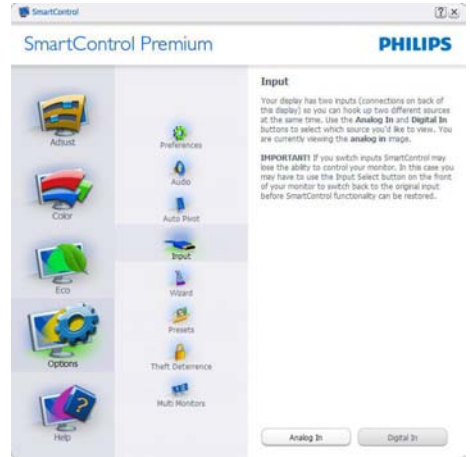 SmartControl
SmartControl Premium
PHILIPS
Adjust
Color
Eco
Options
Help
Preferences
Audio
Auto Pivot
Input
Wizard
Presets
Theft Deterrence
Multi Monitors
Input
Your display has two inputs (connections on back of
this display) so you can hook up two different sources
at the same time. Use the Analog In and Digital In
buttons to select which source you'd like to view. You
are currently viewing the analog in image.
IMPORTANT! If you switch inputs SmartControl may
lose the ability to control your monitor. In this case you
may have to use the Input Select button on the front
of your monitor to switch back to the original input
before SmartControl functionality can be restored.
Analog In
Digital In